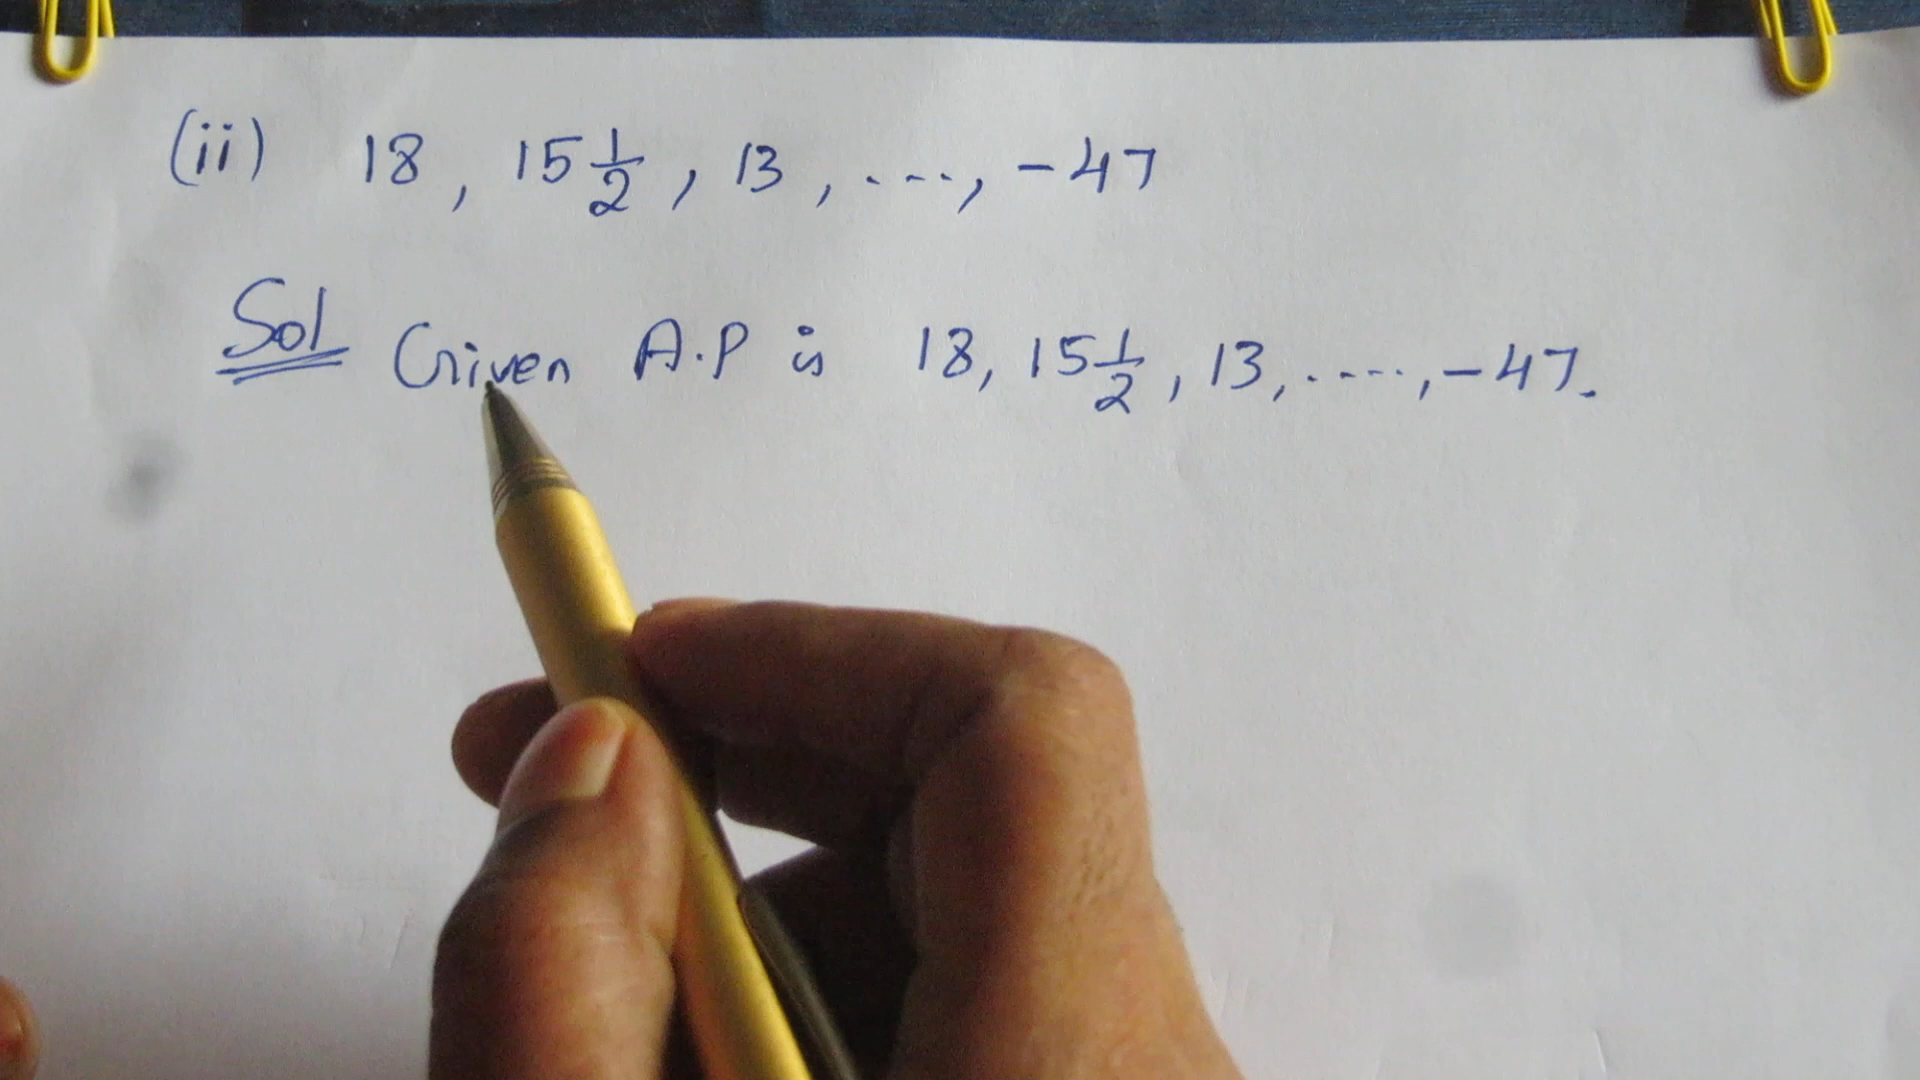 (ii) 18, 15 1/2, 13, ...., -47
Sol Given A.P is 18, 15 1/2, 13, ....., -47.